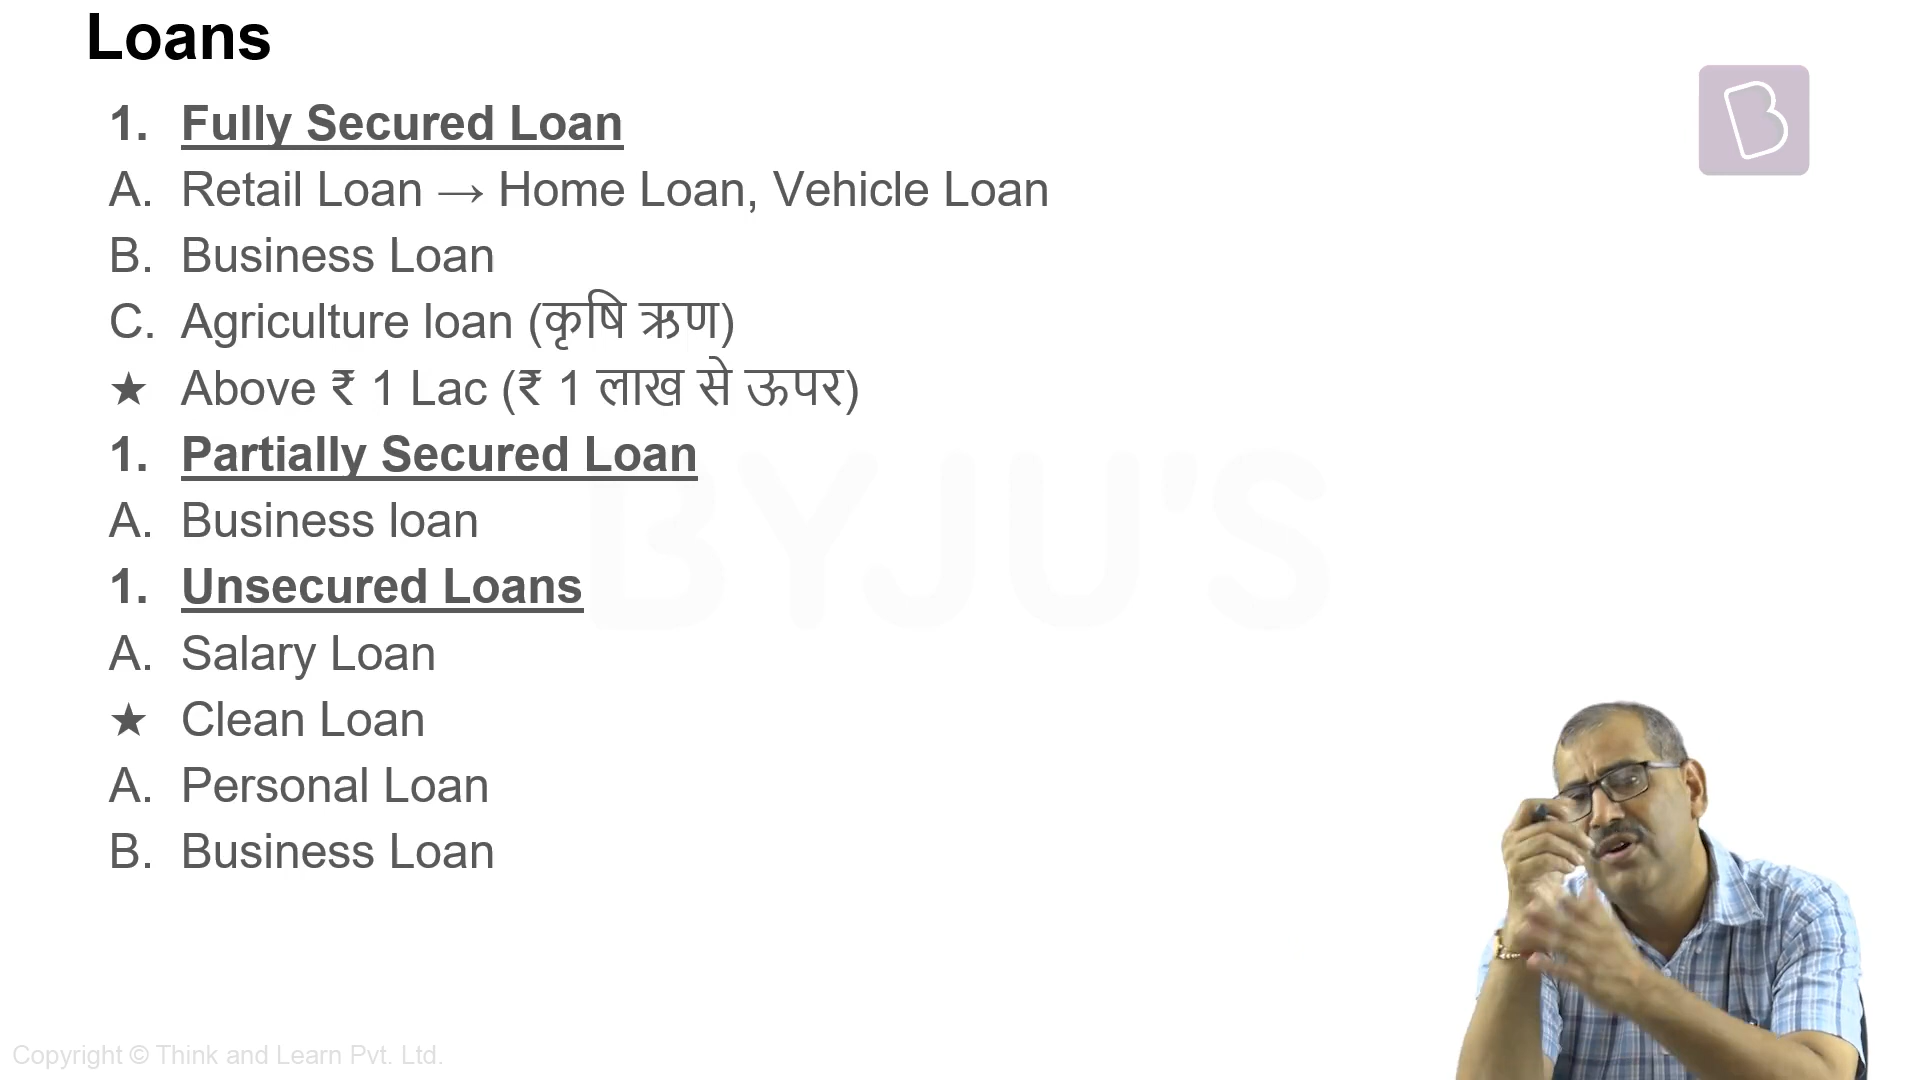 Loans
1. Fully Secured Loan
A. Retail Loan → Home Loan, Vehicle Loan
B. Business Loan
C. Agriculture loan (कृषि ऋण)
★ Above ₹ 1 Lac (₹ 1 लाख से ऊपर)
1. Partially Secured Loan
A. Business loan
1. Unsecured Loans
A. Salary Loan
★ Clean Loan
A. Personal Loan
B. Business Loan
BYJU'S
B
Copyright © Think and Learn Pvt. Ltd.